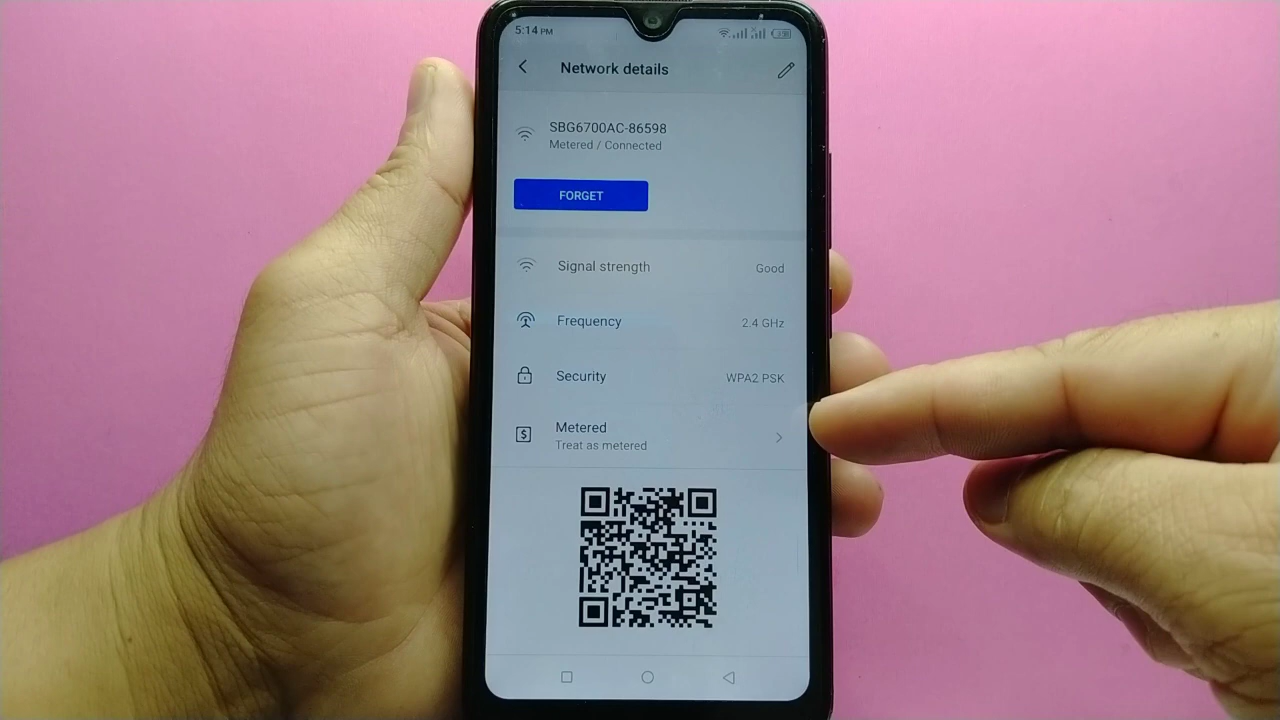 5:14 PM
Network details
SBG6700AC-86598
Metered / Connected
FORGET
Signal strength
Good
Frequency
2.4 GHz
Security
WPA2 PSK
Metered
Treat as metered